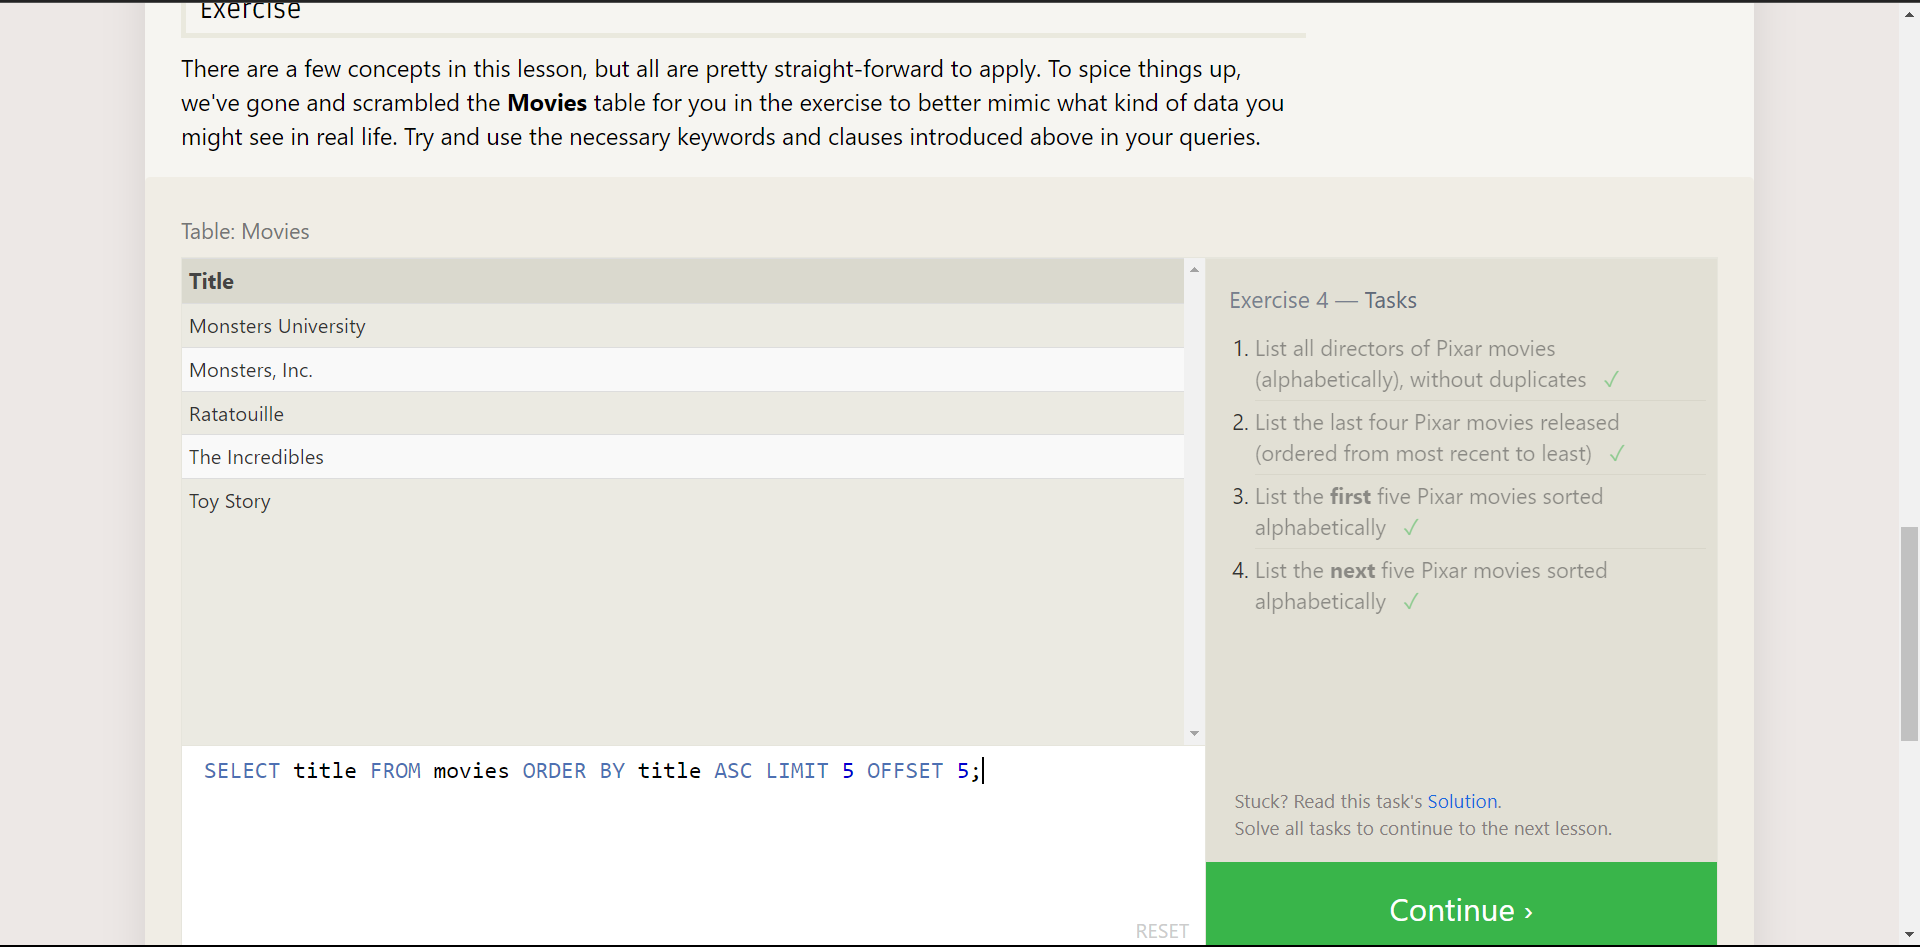 Exercise
There are a few concepts in this lesson, but all are pretty straight-forward to apply. To spice things up,
we've gone and scrambled the Movies table for you in the exercise to better mimic what kind of data you
might see in real life. Try and use the necessary keywords and clauses introduced above in your queries.
Table: Movies
Title
Monsters University
Monsters, Inc.
Ratatouille
The Incredibles
Toy Story
SELECT title FROM movies ORDER BY title ASC LIMIT 5 OFFSET 5;
RESET
Exercise 4 — Tasks
1. List all directors of Pixar movies
(alphabetically), without duplicates ✓
2. List the last four Pixar movies released
(ordered from most recent to least) ✓
3. List the first five Pixar movies sorted
alphabetically ✓
4. List the next five Pixar movies sorted
alphabetically ✓
Stuck? Read this task's Solution.
Solve all tasks to continue to the next lesson.
Continue ›